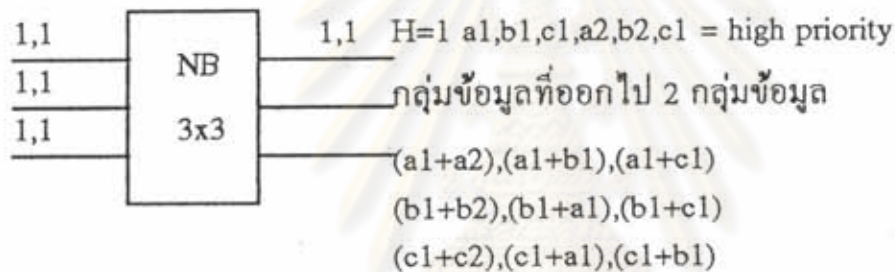 1,1
1,1 H=1 a1,b1,c1,a2,b2,c1 = high priority
NB
1,1
กลุ่มข้อมูลที่ออกไป 2 กลุ่มข้อมูล
1,1
3x3
(a1+a2),(a1+b1),(a1+c1)
(b1+b2),(b1+a1),(b1+c1)
(c1+c2),(c1+a1),(c1+b1)